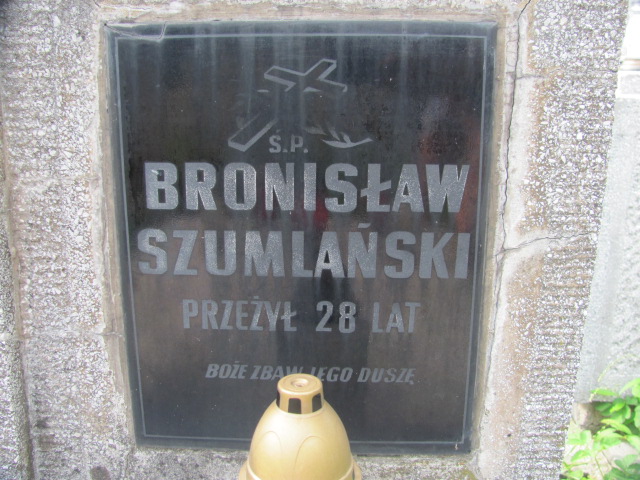 Ś.P.
BRONISŁAW
SZUMLAŃSKI
PRZEŻYŁ 28 LAT
BOŻE ZBAW JEGO DUSZĘ